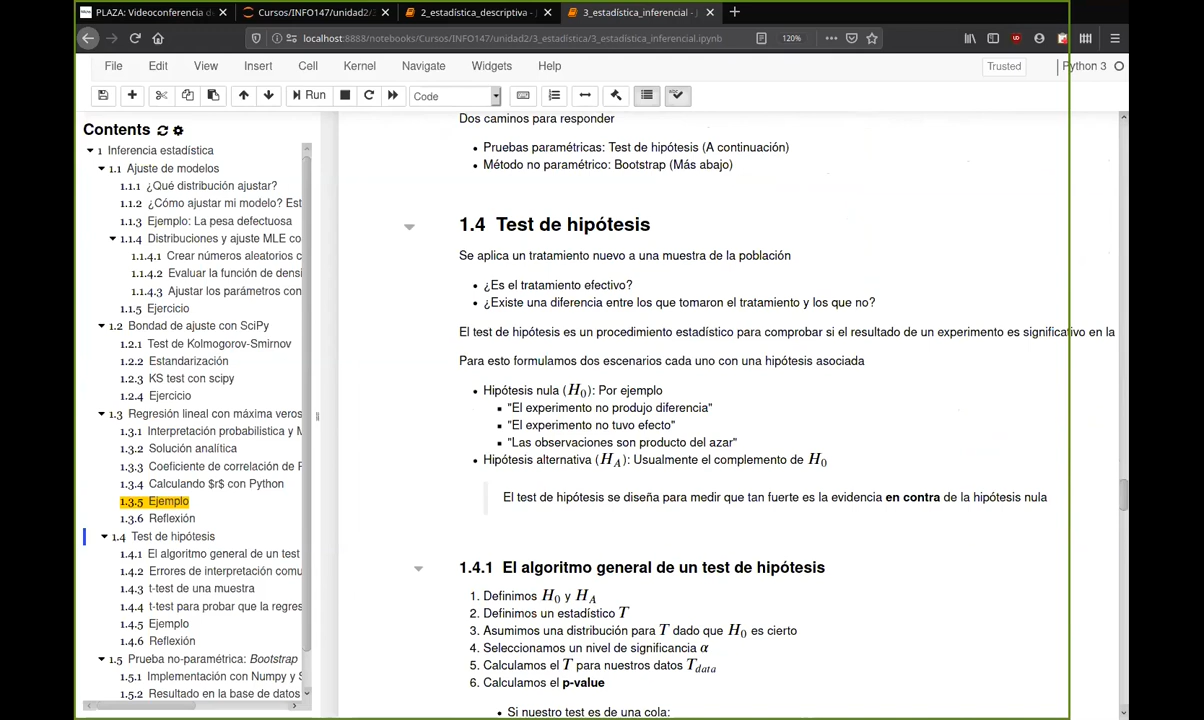 PLAZA: Videoconferencia d
Cursos/INFO147/unidad2/3
2_estadística_descriptiva - J
3_estadística_inferencial - J
localhost:8888/notebooks/Cursos/INFO147/unidad2/3_estadística/3_estadistica_inferencial.ipynb
120%
File Edit View Insert Cell Kernel Navigate Widgets Help
Trusted
Python 3
Run
Code
Contents
1 Inferencia estadística
1.1 Ajuste de modelos
1.1.1 ¿Qué distribución ajustar?
1.1.2 ¿Cómo ajustar mi modelo? Est
1.1.3 Ejemplo: La pesa defectuosa
1.1.4 Distribuciones y ajuste MLE co
1.1.4.1 Crear números aleatorios c
1.1.4.2 Evaluar la función de densi
1.1.4.3 Ajustar los parámetros con
1.1.5 Ejercicio
1.2 Bondad de ajuste con SciPy
1.2.1 Test de Kolmogorov-Smirnov
1.2.2 Estandarización
1.2.3 KS test con scipy
1.2.4 Ejercicio
1.3 Regresión lineal con máxima veros
1.3.1 Interpretación probabilistica y M
1.3.2 Solución analítica
1.3.3 Coeficiente de correlación de P
1.3.4 Calculando $r$ con Python
1.3.5 Ejemplo
1.3.6 Reflexión
1.4 Test de hipótesis
1.4.1 El algoritmo general de un test
1.4.2 Errores de interpretación comu
1.4.3 t-test de una muestra
1.4.4 t-test para probar que la regres
1.4.5 Ejemplo
1.4.6 Reflexión
1.5 Prueba no-paramétrica: Bootstrap
1.5.1 Implementación con Numpy y S
1.5.2 Resultado en la base de datos
Dos caminos para responder
• Pruebas paramétricas: Test de hipótesis (A continuación)
• Método no parámetrico: Bootstrap (Más abajo)
1.4 Test de hipótesis
Se aplica un tratamiento nuevo a una muestra de la población
• ¿Es el tratamiento efectivo?
• ¿Existe una diferencia entre los que tomaron el tratamiento y los que no?
El test de hipótesis es un procedimiento estadístico para comprobar si el resultado de un experimento es significativo en la
Para esto formulamos dos escenarios cada uno con una hipótesis asociada
• Hipótesis nula (H₀): Por ejemplo
▪ "El experimento no produjo diferencia"
▪ "El experimento no tuvo efecto"
▪ "Las observaciones son producto del azar"
• Hipótesis alternativa (H_A): Usualmente el complemento de H₀
El test de hipótesis se diseña para medir que tan fuerte es la evidencia en contra de la hipótesis nula
1.4.1 El algoritmo general de un test de hipótesis
1. Definimos H₀ y H_A
2. Definimos un estadístico T
3. Asumimos una distribución para T dado que H₀ es cierto
4. Seleccionamos un nivel de significancia α
5. Calculamos el T para nuestros datos T_data
6. Calculamos el p-value
• Si nuestro test es de una cola: